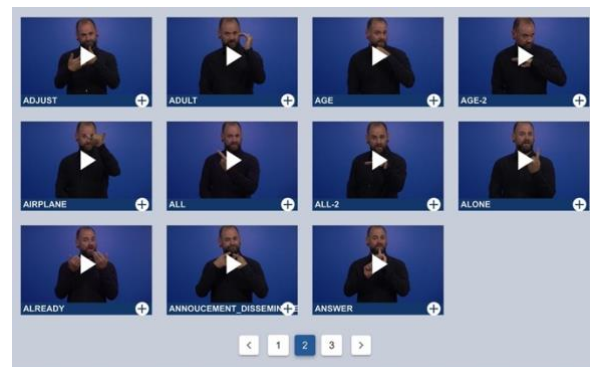 ADJUST
ADULT
AGE
AGE-2
AIRPLANE
ALL
ALL-2
ALONE
ALREADY
ANNOUCEMENT_DISSEMIN
ANSWER
< 1 2 3 >